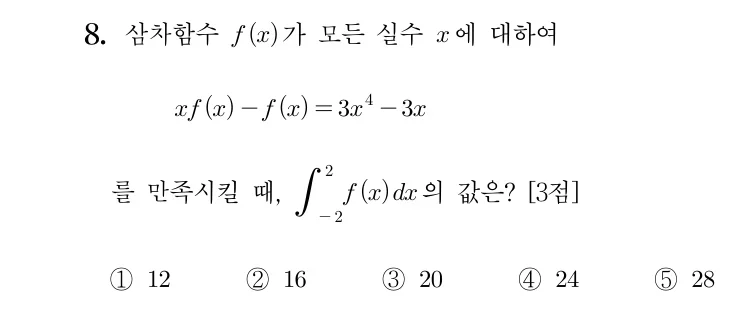 8. 삼차함수 f(x)가 모든 실수 x에 대하여
xf(x)-f(x)=3x⁴-3x
를 만족시킬 때, ∫₋₂² f(x)dx의 값은? [3점]
① 12 ② 16 ③ 20 ④ 24 ⑤ 28